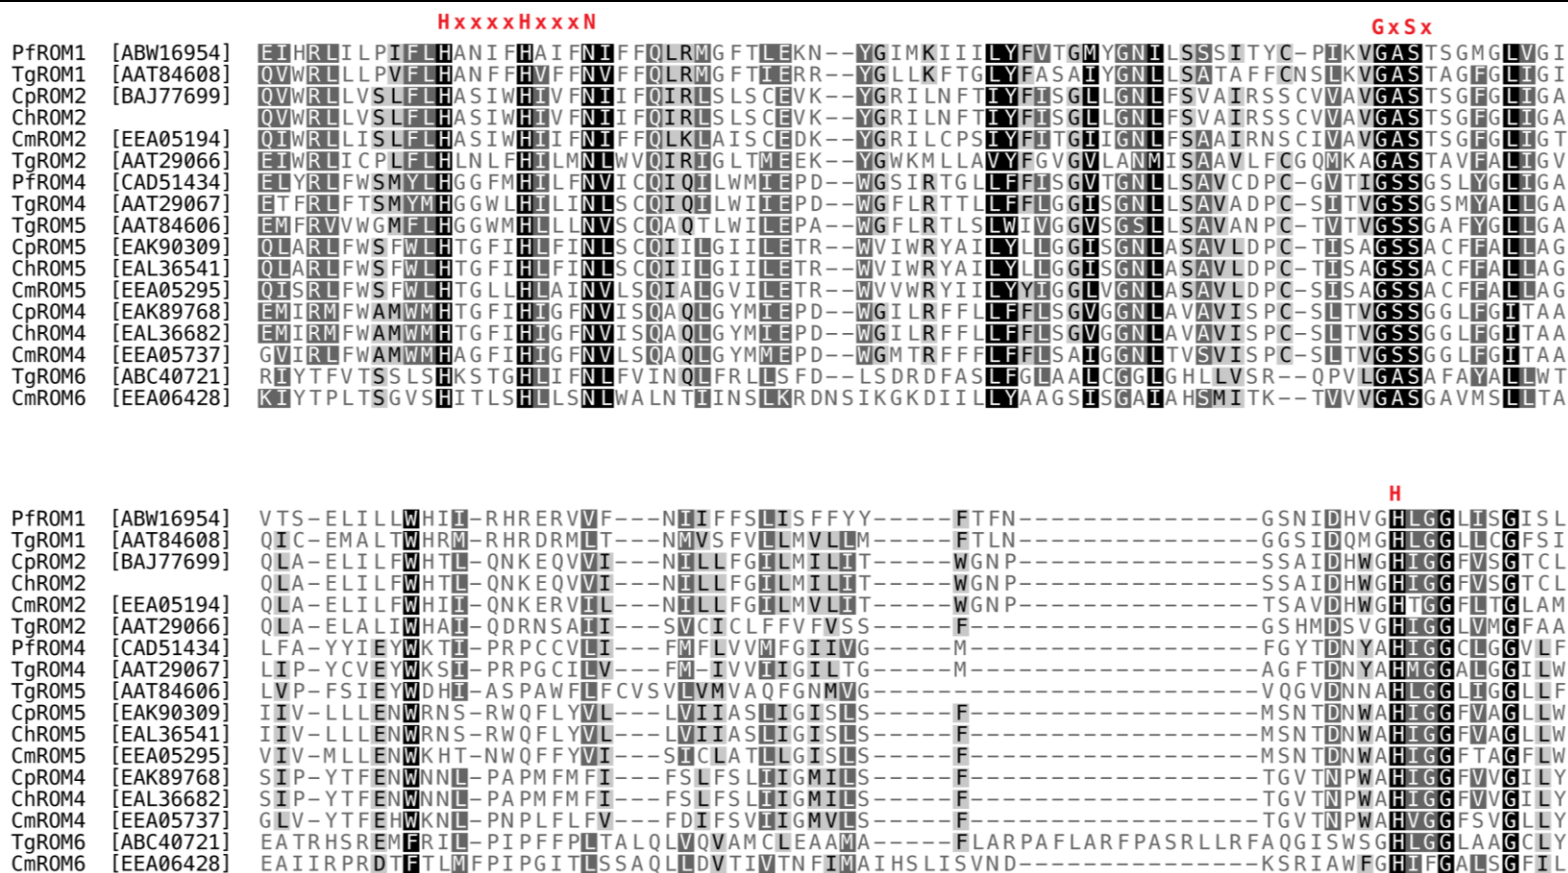 HxxxxHxxxN GxSx
PfROM1 [ABW16954] EIHRLILPIFLHANIFHAIFNIFFQLRMGFTLEKN--YGIMKIIILYFVTGMYGNILSSSITYC-PIKVGASTSGMGLVGI
TgROM1 [AAT84608] QVWRLLLPVFLHANFFHVFFNVFFQLRMGFTIERR--YGLLKFTGLYFASAIYGNLLSATAFFCNSLKVGASTAGFGLIGI
CpROM2 [BAJ77699] QVWRLLVSLFLHASIWHIVFNIIFQIRLSLSCEVK--YGRILNFTIYFISGLLGNLFSVAIRSSCVVAVGASTSGFGLIGA
ChROM2 QVWRLLVSLFLHASIWHIVFNIIFQIRLSLSCEVK--YGRILNFTIYFISGLLGNLFSVAIRSSCVVAVGASTSGFGLIGA
CmROM2 [EEA05194] QIWRLLISLFLHASIWHIIFNIFFQLKLAISCEDK--YGRILCPSIYFITGIIGNLFSAAIRNSCIVAVGASTSGFGLIGT
TgROM2 [AAT29066] EIWRLICPLFLHLNLFHILMNLWVQIRIGLTMEEK--YGWKMLLAVYFGVGVLANMISAAVLFCGQMKAGASTAVFALIGV
PfROM4 [CAD51434] ELYRLFWSMYLHGGFMHILFNVICQIQILWMIEPD--WGSIRTGLLFFISGVTGNLLSAVCDPC-GVTIGSSGSLYGLIGA
TgROM4 [AAT29067] ETFRLFTSMYMHGGWLHILINLSCQIQILWIIEPD--WGFLRTTLLFFLGGISGNLLSAVADPC-SITVGSSGSMYALLGA
TgROM5 [AAT84606] EMFRVVWGMFLHGGWMHLLLNVSCQAQTLWILEPA--WGFLRTLSLWIVGGVSGSLLSAVANPC-TVTVGSSGAFYGLLGA
CpROM5 [EAK90309] QLARLFWSFWLHTGFIHLFINLSCQIILGIILETR--WVIWRYAILYLLGGISGNLASAVLDPC-TISAGSSACFFALLAG
ChROM5 [EAL36541] QLARLFWSFWLHTGFIHLFINLSCQIILGIILETR--WVIWRYAILYLLGGISGNLASAVLDPC-TISAGSSACFFALLAG
CmROM5 [EEA05295] QISRLFWSFWLHTGLLHLAINVLSQIALGVILETR--WVVWRYIILYYIGGLVGNLASAVLDPC-SISAGSSACFFALLAG
CpROM4 [EAK89768] EMIRMFWAMWMHTGFIHIGFNVISQAQLGYMIEPD--WGILRFFLLFFLSGVGGNLAVAVISPC-SLTVGSSGGLFGITAA
ChROM4 [EAL36682] EMIRMFWAMWMHTGFIHIGFNVISQAQLGYMIEPD--WGILRFFLLFFLSGVGGNLAVAVISPC-SLTVGSSGGLFGITAA
CmROM4 [EEA05737] GVIRLFWAMWMHAGFIHIGFNVLSQAQLGYMMEPD--WGMTRFFFLFFLSAIGGNLTVSVISPC-SLTVGSSGGLFGITAA
TgROM6 [ABC40721] RIYTFVTSSLSHKSTGHLIFNLFVINQLFRLLSFD--LSDRDFASLFGLAALCGGLGHLLVSR--QPVLGASAFAYALLWT
CmROM6 [EEA06428] KIYTPLTSGVSHITLSHLLSNLWALNTIINSLKRDNSIKGKDIILLYAAGSISGAIAHSMITK--TVVVGASGAVMSLLTA
H
PfROM1 [ABW16954] VTS-ELILLWHII-RHRERVVF---NIIFFSLISFFYY-----FTFN---------------GSNIDHVGHLGGLISGISL
TgROM1 [AAT84608] QIC-EMALTWHRM-RHRDRMLT---NMVSFVLLMVLLM-----FTLN---------------GGSIDQMGHLGGLLCGFSI
CpROM2 [BAJ77699] QLA-ELILFWHTL-QNKEQVVI---NILLFGILMILIT-----WGNP---------------SSAIDHWGHIGGFVSGTCL
ChROM2 QLA-ELILFWHTL-QNKEQVVI---NILLFGILMILIT-----WGNP---------------SSAIDHWGHIGGFVSGTCL
CmROM2 [EEA05194] QLA-ELILFWHII-QNKERVIL---NILLFGILMVLIT-----WGNP---------------TSAVDHWGHTGGFLTGLAM
TgROM2 [AAT29066] QLA-ELALIWHAI-QDRNSAII---SVCICLFFVFVSS-----F------------------GSHMDSVGHIGGLVMGFAA
PfROM4 [CAD51434] LFA-YYIEYWKTI-PRPCCVLI---FMFLVVMFGIIVG-----M------------------FGYTDNYAHIGGCLGGVLF
TgROM4 [AAT29067] LIP-YCVEYWKSI-PRPGCILV---FM-IVVIIGILTG-----M------------------AGFTDNYAHMGGALGGILW
TgROM5 [AAT84606] LVP-FSIEYWDHI-ASPAWFLFCVSVLVMVAQFGNMVG------------------------VQGVDNNAHLGGLIGGLLF
CpROM5 [EAK90309] IIV-LLLENWRNS-RWQFLYVL---LVIIASLIGISLS-----F------------------MSNTDNWAHIGGFVAGLLW
ChROM5 [EAL36541] IIV-LLLENWRNS-RWQFLYVL---LVIIASLIGISLS-----F------------------MSNTDNWAHIGGFVAGLLW
CmROM5 [EEA05295] VIV-MLLENWKHT-NWQFFYVI---SICLATLLGISLS-----F------------------MSNTDNWAHIGGFTAGFLW
CpROM4 [EAK89768] SIP-YTFENWNNL-PAPMFMFI---FSLFSLIIGMILS-----F------------------TGVTNPWAHIGGFVVGILY
ChROM4 [EAL36682] SIP-YTFENWNNL-PAPMFMFI---FSLFSLIIGMILS-----F------------------TGVTNPWAHIGGFVVGILY
CmROM4 [EEA05737] GLV-YTFEHWKNL-PNPLFLFV---FDIFSVIIGMVLS-----F------------------TGVTNPWAHVGGFSVGLLY
TgROM6 [ABC40721] EATRHSREMFRIL-PIPFFPLTALQLVQVAMCLEAAMA-----FLARPAFLARFPASRLLRFAQGISWSGHLGGLAAGCLY
CmROM6 [EEA06428] EAIIRPRDTFTLMFPIPGITLSSAQLLDVTIVTNFIMAIHSLISVND---------------KSRIAWFGHIFGALSGFIL